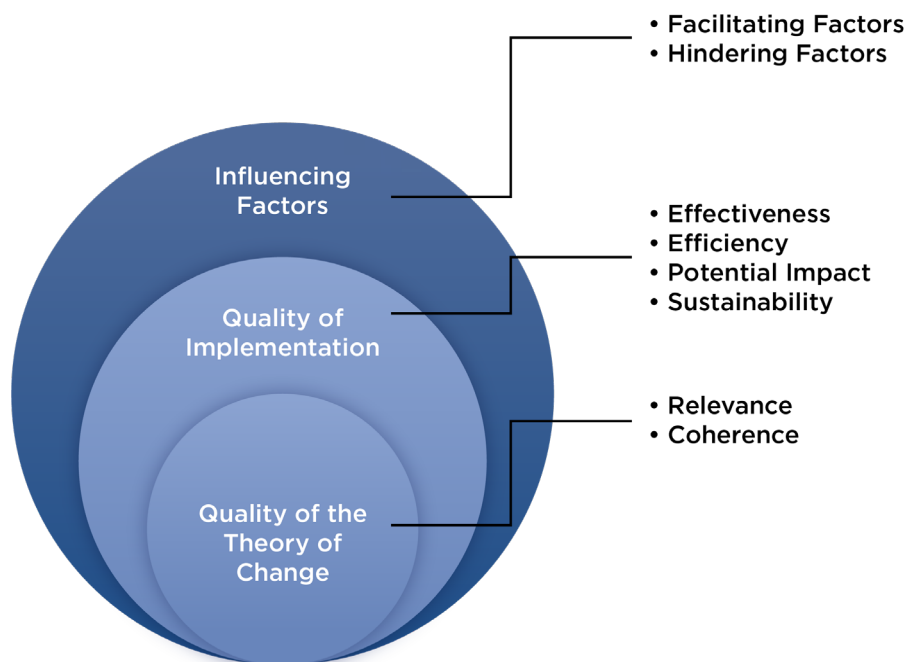 • Facilitating Factors
• Hindering Factors
Influencing
Factors
• Effectiveness
• Efficiency
• Potential Impact
• Sustainability
Quality of
Implementation
• Relevance
• Coherence
Quality of the
Theory of
Change